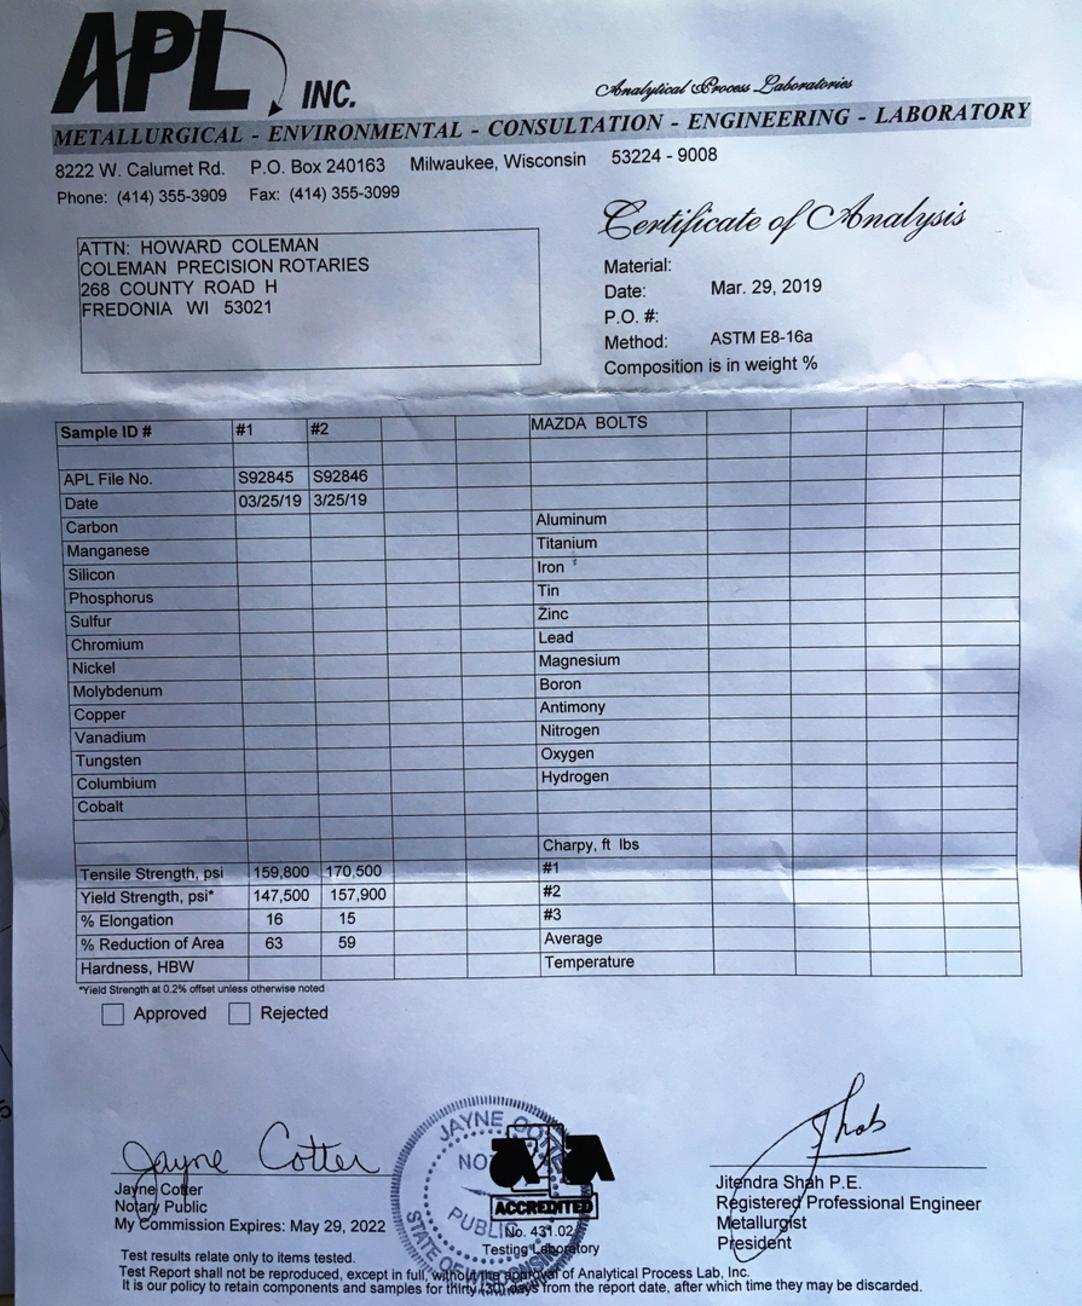 APL INC.
Analytical Process Laboratories
METALLURGICAL - ENVIRONMENTAL - CONSULTATION - ENGINEERING - LABORATORY
8222 W. Calumet Rd. P.O. Box 240163 Milwaukee, Wisconsin 53224 - 9008
Phone: (414) 355-3909 Fax: (414) 355-3099
Certificate of Analysis
ATTN: HOWARD COLEMAN
COLEMAN PRECISION ROTARIES
268 COUNTY ROAD H
FREDONIA WI 53021
Material:
Date: Mar. 29, 2019
P.O. #:
Method: ASTM E8-16a
Composition is in weight %
Sample ID # #1 #2 MAZDA BOLTS
APL File No. S92845 S92846
Date 03/25/19 3/25/19
Carbon Aluminum
Manganese Titanium
Silicon Iron
Phosphorus Tin
Sulfur Zinc
Chromium Lead
Nickel Magnesium
Molybdenum Boron
Copper Antimony
Vanadium Nitrogen
Tungsten Oxygen
Columbium Hydrogen
Cobalt
Charpy, ft lbs
Tensile Strength, psi 159,800 170,500 #1
Yield Strength, psi* 147,500 157,900 #2
% Elongation 16 15 #3
% Reduction of Area 63 59 Average
Hardness, HBW Temperature
*Yield Strength at 0.2% offset unless otherwise noted
Approved Rejected
Jayne Cotter
Jayne Cotter
Notary Public
My Commission Expires: May 29, 2022
JAYNE
PUBLIC
STATE OF WISCONSIN
ACCREDITED
No. 431.02
Testing Laboratory
Shah
Jitendra Shah P.E.
Registered Professional Engineer
Metallurgist
President
Test results relate only to items tested.
Test Report shall not be reproduced, except in full, without the approval of Analytical Process Lab, Inc.
It is our policy to retain components and samples for thirty (30) days from the report date, after which time they may be discarded.